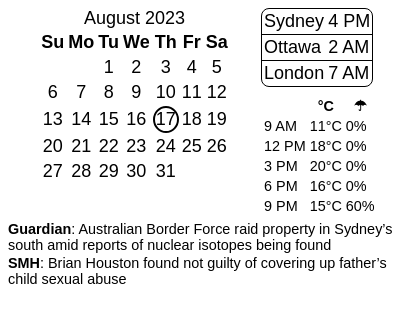 August 2023
Su Mo Tu We Th Fr Sa
1 2 3 4 5
6 7 8 9 10 11 12
13 14 15 16 17 18 19
20 21 22 23 24 25 26
27 28 29 30 31
Sydney 4 PM
Ottawa 2 AM
London 7 AM
°C ☂
9 AM 11°C 0%
12 PM 18°C 0%
3 PM 20°C 0%
6 PM 16°C 0%
9 PM 15°C 60%
Guardian: Australian Border Force raid property in Sydney’s
south amid reports of nuclear isotopes being found
SMH: Brian Houston found not guilty of covering up father’s
child sexual abuse